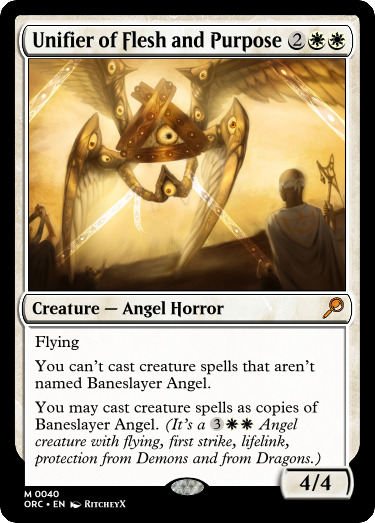 Unifier of Flesh and Purpose 2
Creature — Angel Horror
Flying
You can't cast creature spells that aren't
named Baneslayer Angel.
You may cast creature spells as copies of
Baneslayer Angel. (It's a 3 Angel
creature with flying, first strike, lifelink,
protection from Demons and from Dragons.)
4/4
M 0040
ORC • EN RitcheyX